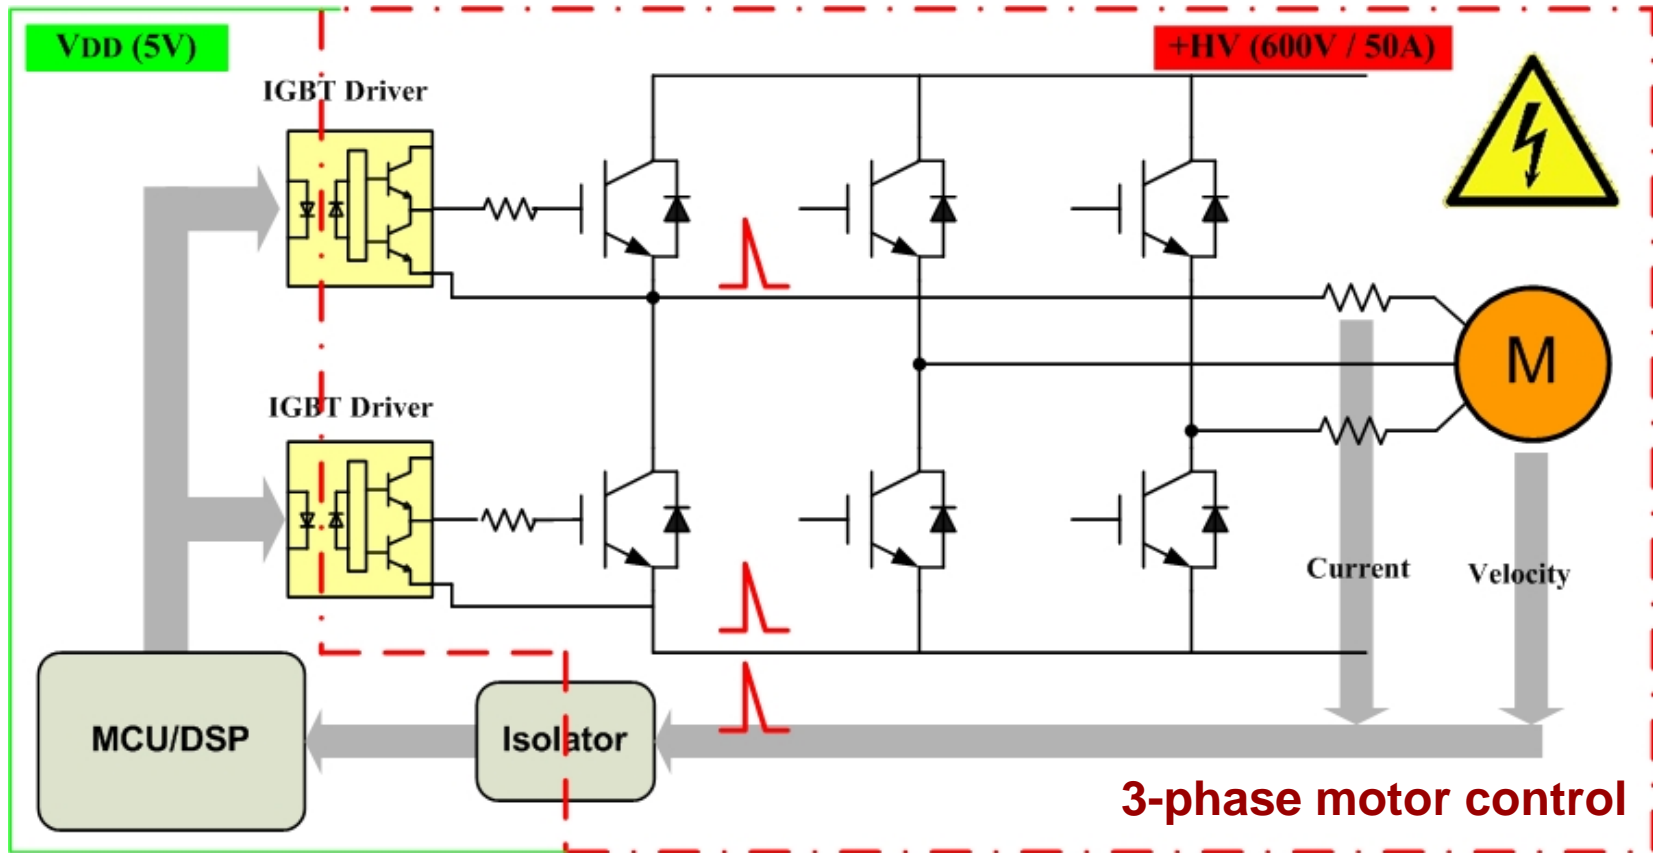 VDD (5V)
+HV (600V / 50A)
IGBT Driver
M
IGBT Driver
Current
Velocity
MCU/DSP
Isolator
3-phase motor control